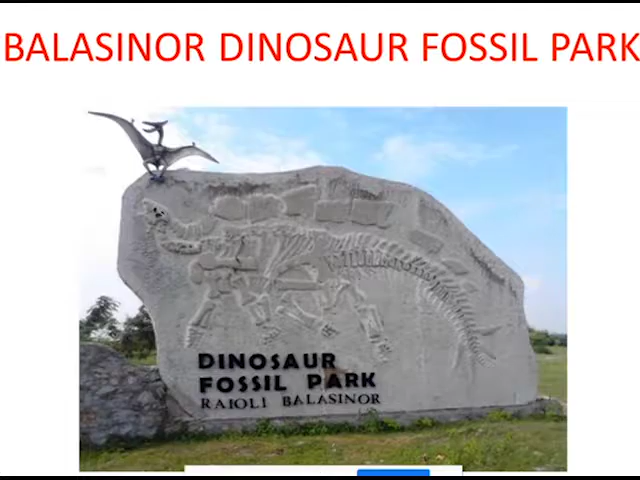 BALASINOR DINOSAUR FOSSIL PARK
DINOSAUR
FOSSIL PARK
RAIOLI BALASINOR